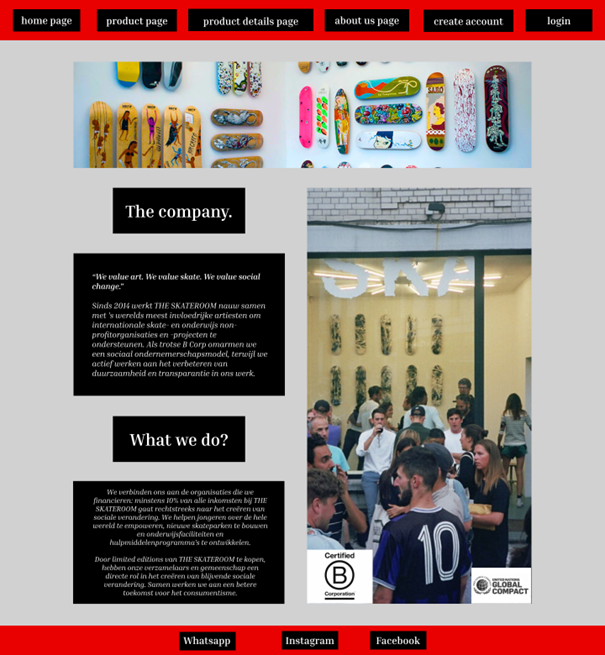 home page
product page
product details page
about us page
create account
login
The company.
“We value art. We value skate. We value social
change.”
Sinds 2014 werkt THE SKATEROOM nauw samen
met 's werelds meest invloedrijke artiesten om
internationale skate- en onderwijs non-
profitorganisaties en -projecten te
ondersteunen. Als trotse B Corp omarmen we
een sociaal ondernemerschapsmodel, terwijl we
actief werken aan het verbeteren van
duurzaamheid en transparantie in ons werk.
What we do?
We verbinden ons aan de organisaties die we
financieren: minstens 10% van alle inkomsten bij THE
SKATEROOM gaat rechtstreeks naar het creëren van
sociale verandering. We helpen jongeren over de hele
wereld te empoweren, nieuwe skateparken te bouwen
en onderwijsfaciliteiten en
hulpmiddelenprogramma's te ontwikkelen.
Door limited editions van THE SKATEROOM te kopen,
hebben onze verzamelaars en gemeenschap een
directe rol in het creëren van blijvende sociale
verandering. Samen werken we aan een betere
toekomst voor het consumentisme.
SKA
10
Certified
B
Corporation
UNITED NATIONS
GLOBAL
COMPACT
Whatsapp
Instagram
Facebook